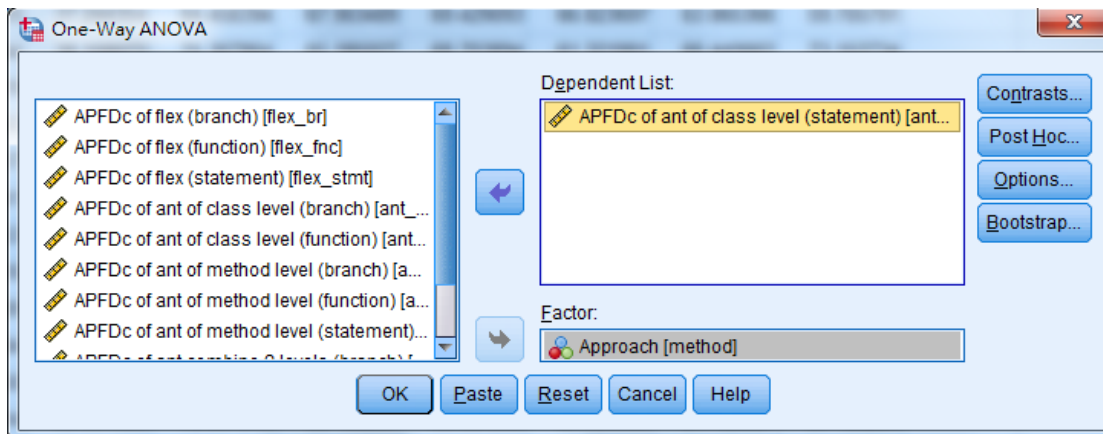 One-Way ANOVA
APFDc of flex (branch) [flex_br]
APFDc of flex (function) [flex_fnc]
APFDc of flex (statement) [flex_stmt]
APFDc of ant of class level (branch) [ant_...
APFDc of ant of class level (function) [ant...
APFDc of ant of method level (branch) [a...
APFDc of ant of method level (function) [a...
APFDc of ant of method level (statement)...
Dependent List:
APFDc of ant of class level (statement) [ant...
Factor:
Approach [method]
Contrasts...
Post Hoc...
Options...
Bootstrap...
OK
Paste
Reset
Cancel
Help